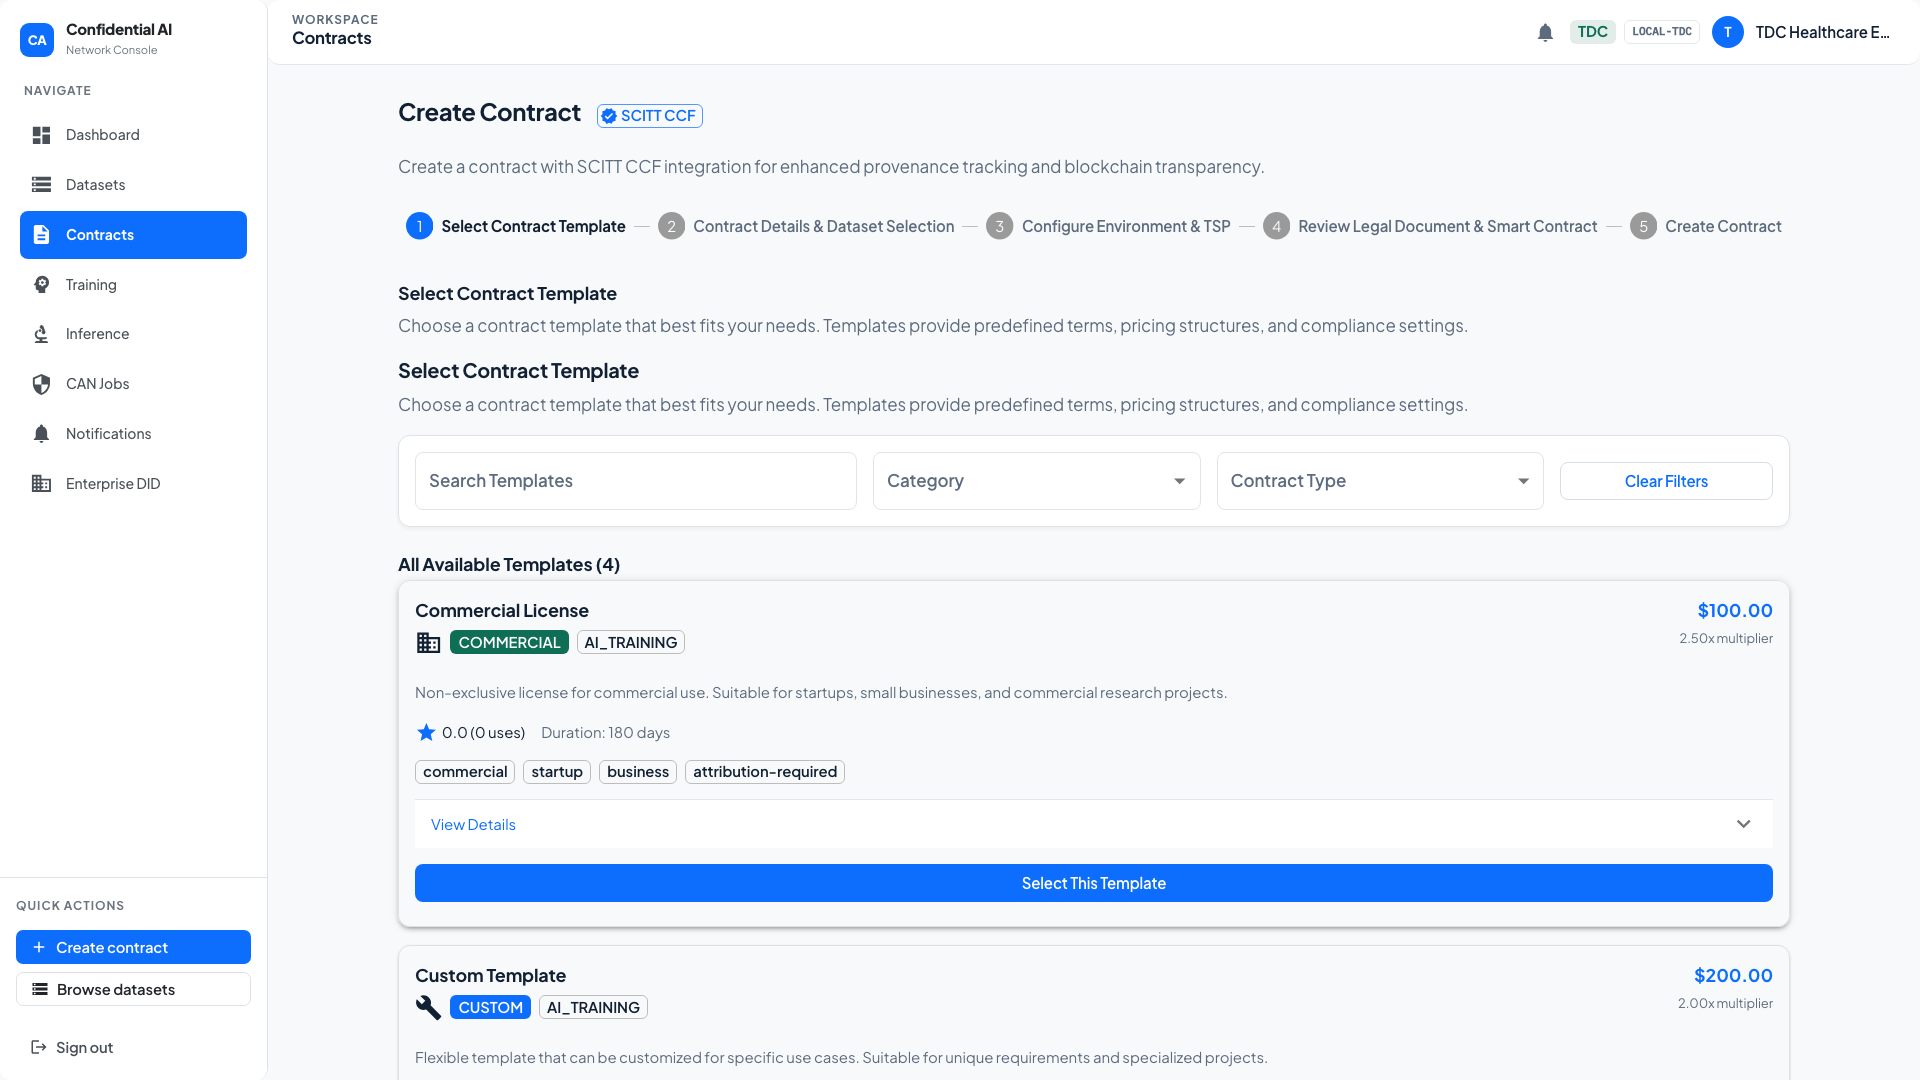 CA
Confidential AI
Network Console
NAVIGATE
Dashboard
Datasets
Contracts
Training
Inference
CAN Jobs
Notifications
Enterprise DID
QUICK ACTIONS
Create contract
Browse datasets
Sign out
WORKSPACE
Contracts
TDC
LOCAL-TDC
T
TDC Healthcare E...
Create Contract
SCITT CCF
Create a contract with SCITT CCF integration for enhanced provenance tracking and blockchain transparency.
1 Select Contract Template
2 Contract Details & Dataset Selection
3 Configure Environment & TSP
4 Review Legal Document & Smart Contract
5 Create Contract
Select Contract Template
Choose a contract template that best fits your needs. Templates provide predefined terms, pricing structures, and compliance settings.
Select Contract Template
Choose a contract template that best fits your needs. Templates provide predefined terms, pricing structures, and compliance settings.
Search Templates
Category
Contract Type
Clear Filters
All Available Templates (4)
Commercial License
$100.00
COMMERCIAL
AI_TRAINING
2.50x multiplier
Non-exclusive license for commercial use. Suitable for startups, small businesses, and commercial research projects.
0.0 (0 uses)
Duration: 180 days
commercial
startup
business
attribution-required
View Details
Select This Template
Custom Template
$200.00
CUSTOM
AI_TRAINING
2.00x multiplier
Flexible template that can be customized for specific use cases. Suitable for unique requirements and specialized projects.